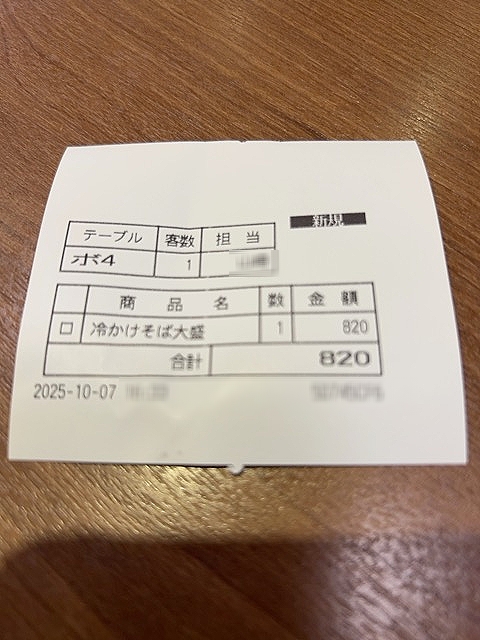 新規
テーブル 客数 担当
ボ4 1
商品名 数 金額
□ 冷かけそば大盛 1 820
合計 820
2025-10-07